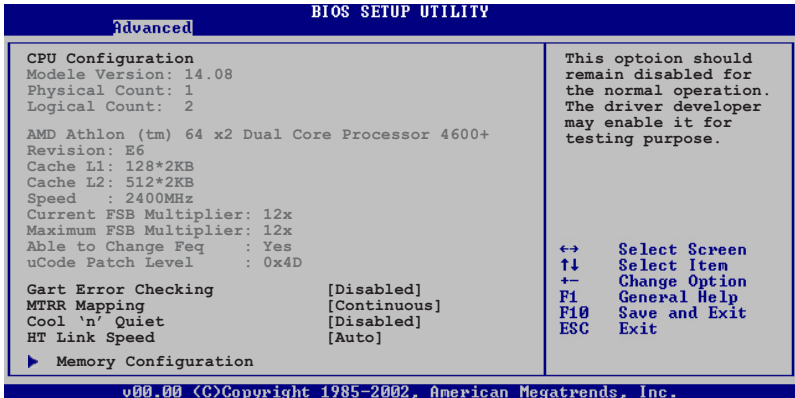 BIOS SETUP UTILITY
Advanced
CPU Configuration
Modele Version: 14.08
Physical Count: 1
Logical Count: 2
AMD Athlon (tm) 64 x2 Dual Core Processor 4600+
Revision: E6
Cache L1: 128*2KB
Cache L2: 512*2KB
Speed : 2400MHz
Current FSB Multiplier: 12x
Maximum FSB Multiplier: 12x
Able to Change Feq : Yes
uCode Patch Level : 0x4D
Gart Error Checking [Disabled]
MTRR Mapping [Continuous]
Cool ‘n’ Quiet [Disabled]
HT Link Speed [Auto]
Memory Configuration
This optoion should
remain disabled for
the normal operation.
The driver developer
may enable it for
testing purpose.
←→ Select Screen
↑↓ Select Item
+- Change Option
F1 General Help
F10 Save and Exit
ESC Exit
v00.00 (C)Copyright 1985-2002, American Megatrends, Inc.